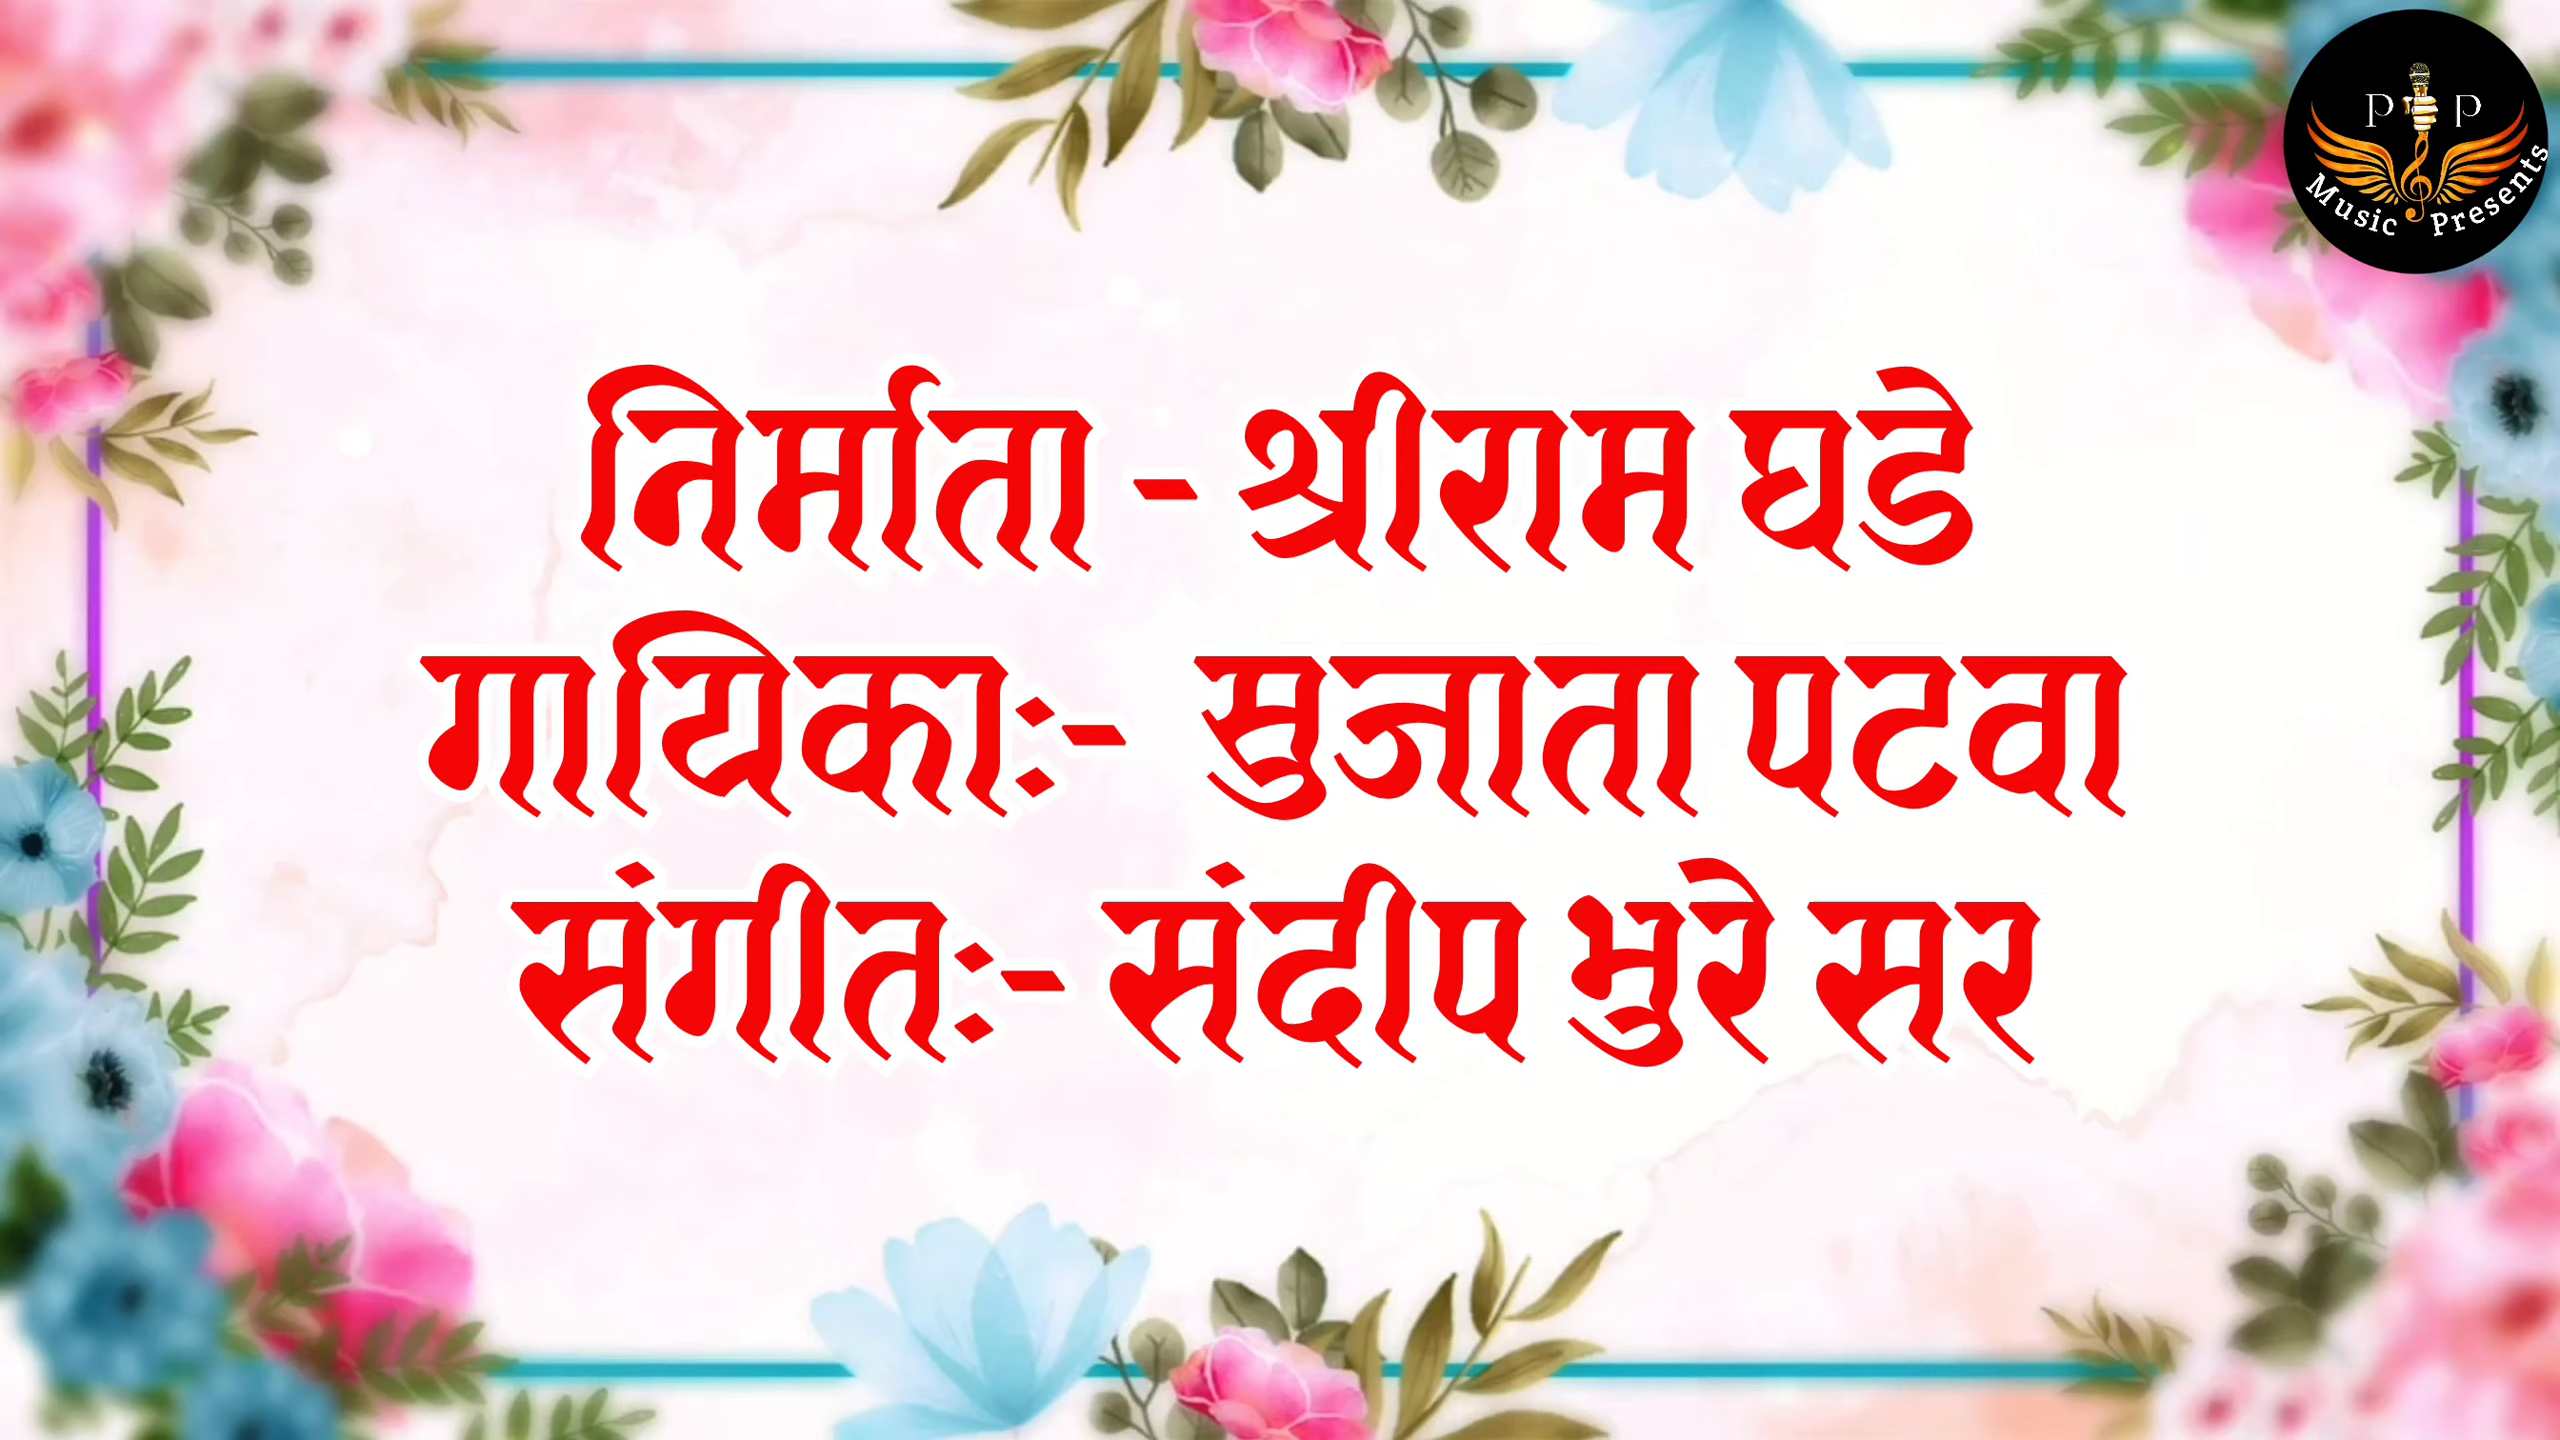 P P
Music Presents
निर्माता - श्रीराम घडे
गायिकाः- सुजाता पटवा
संगीतः- संदीप भुरे सर